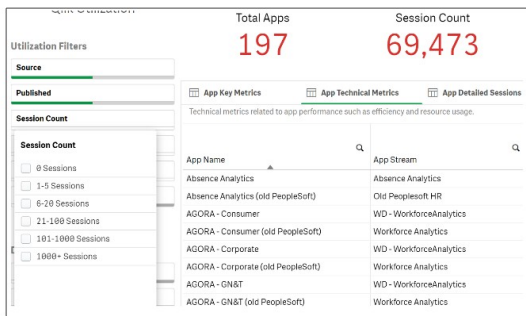 Qlik Utilization
Total Apps
Session Count
197
69,473
Utilization Filters
Source
Published
Session Count
Session Count
0 Sessions
1-5 Sessions
6-20 Sessions
21-100 Sessions
101-1000 Sessions
1000+ Sessions
App Key Metrics
App Technical Metrics
App Detailed Sessions
Technical metrics related to app performance such as efficiency and resource usage.
App Name
App Stream
Absence Analytics
Absence Analytics
Absence Analytics (old PeopleSoft)
Old Peoplesoft HR
AGORA - Consumer
WD - WorkforceAnalytics
AGORA - Consumer (old PeopleSoft)
Workforce Analytics
AGORA - Corporate
WD - WorkforceAnalytics
AGORA - Corporate (old PeopleSoft)
Workforce Analytics
AGORA - GN&T
WD - WorkforceAnalytics
AGORA - GN&T (old PeopleSoft)
Workforce Analytics